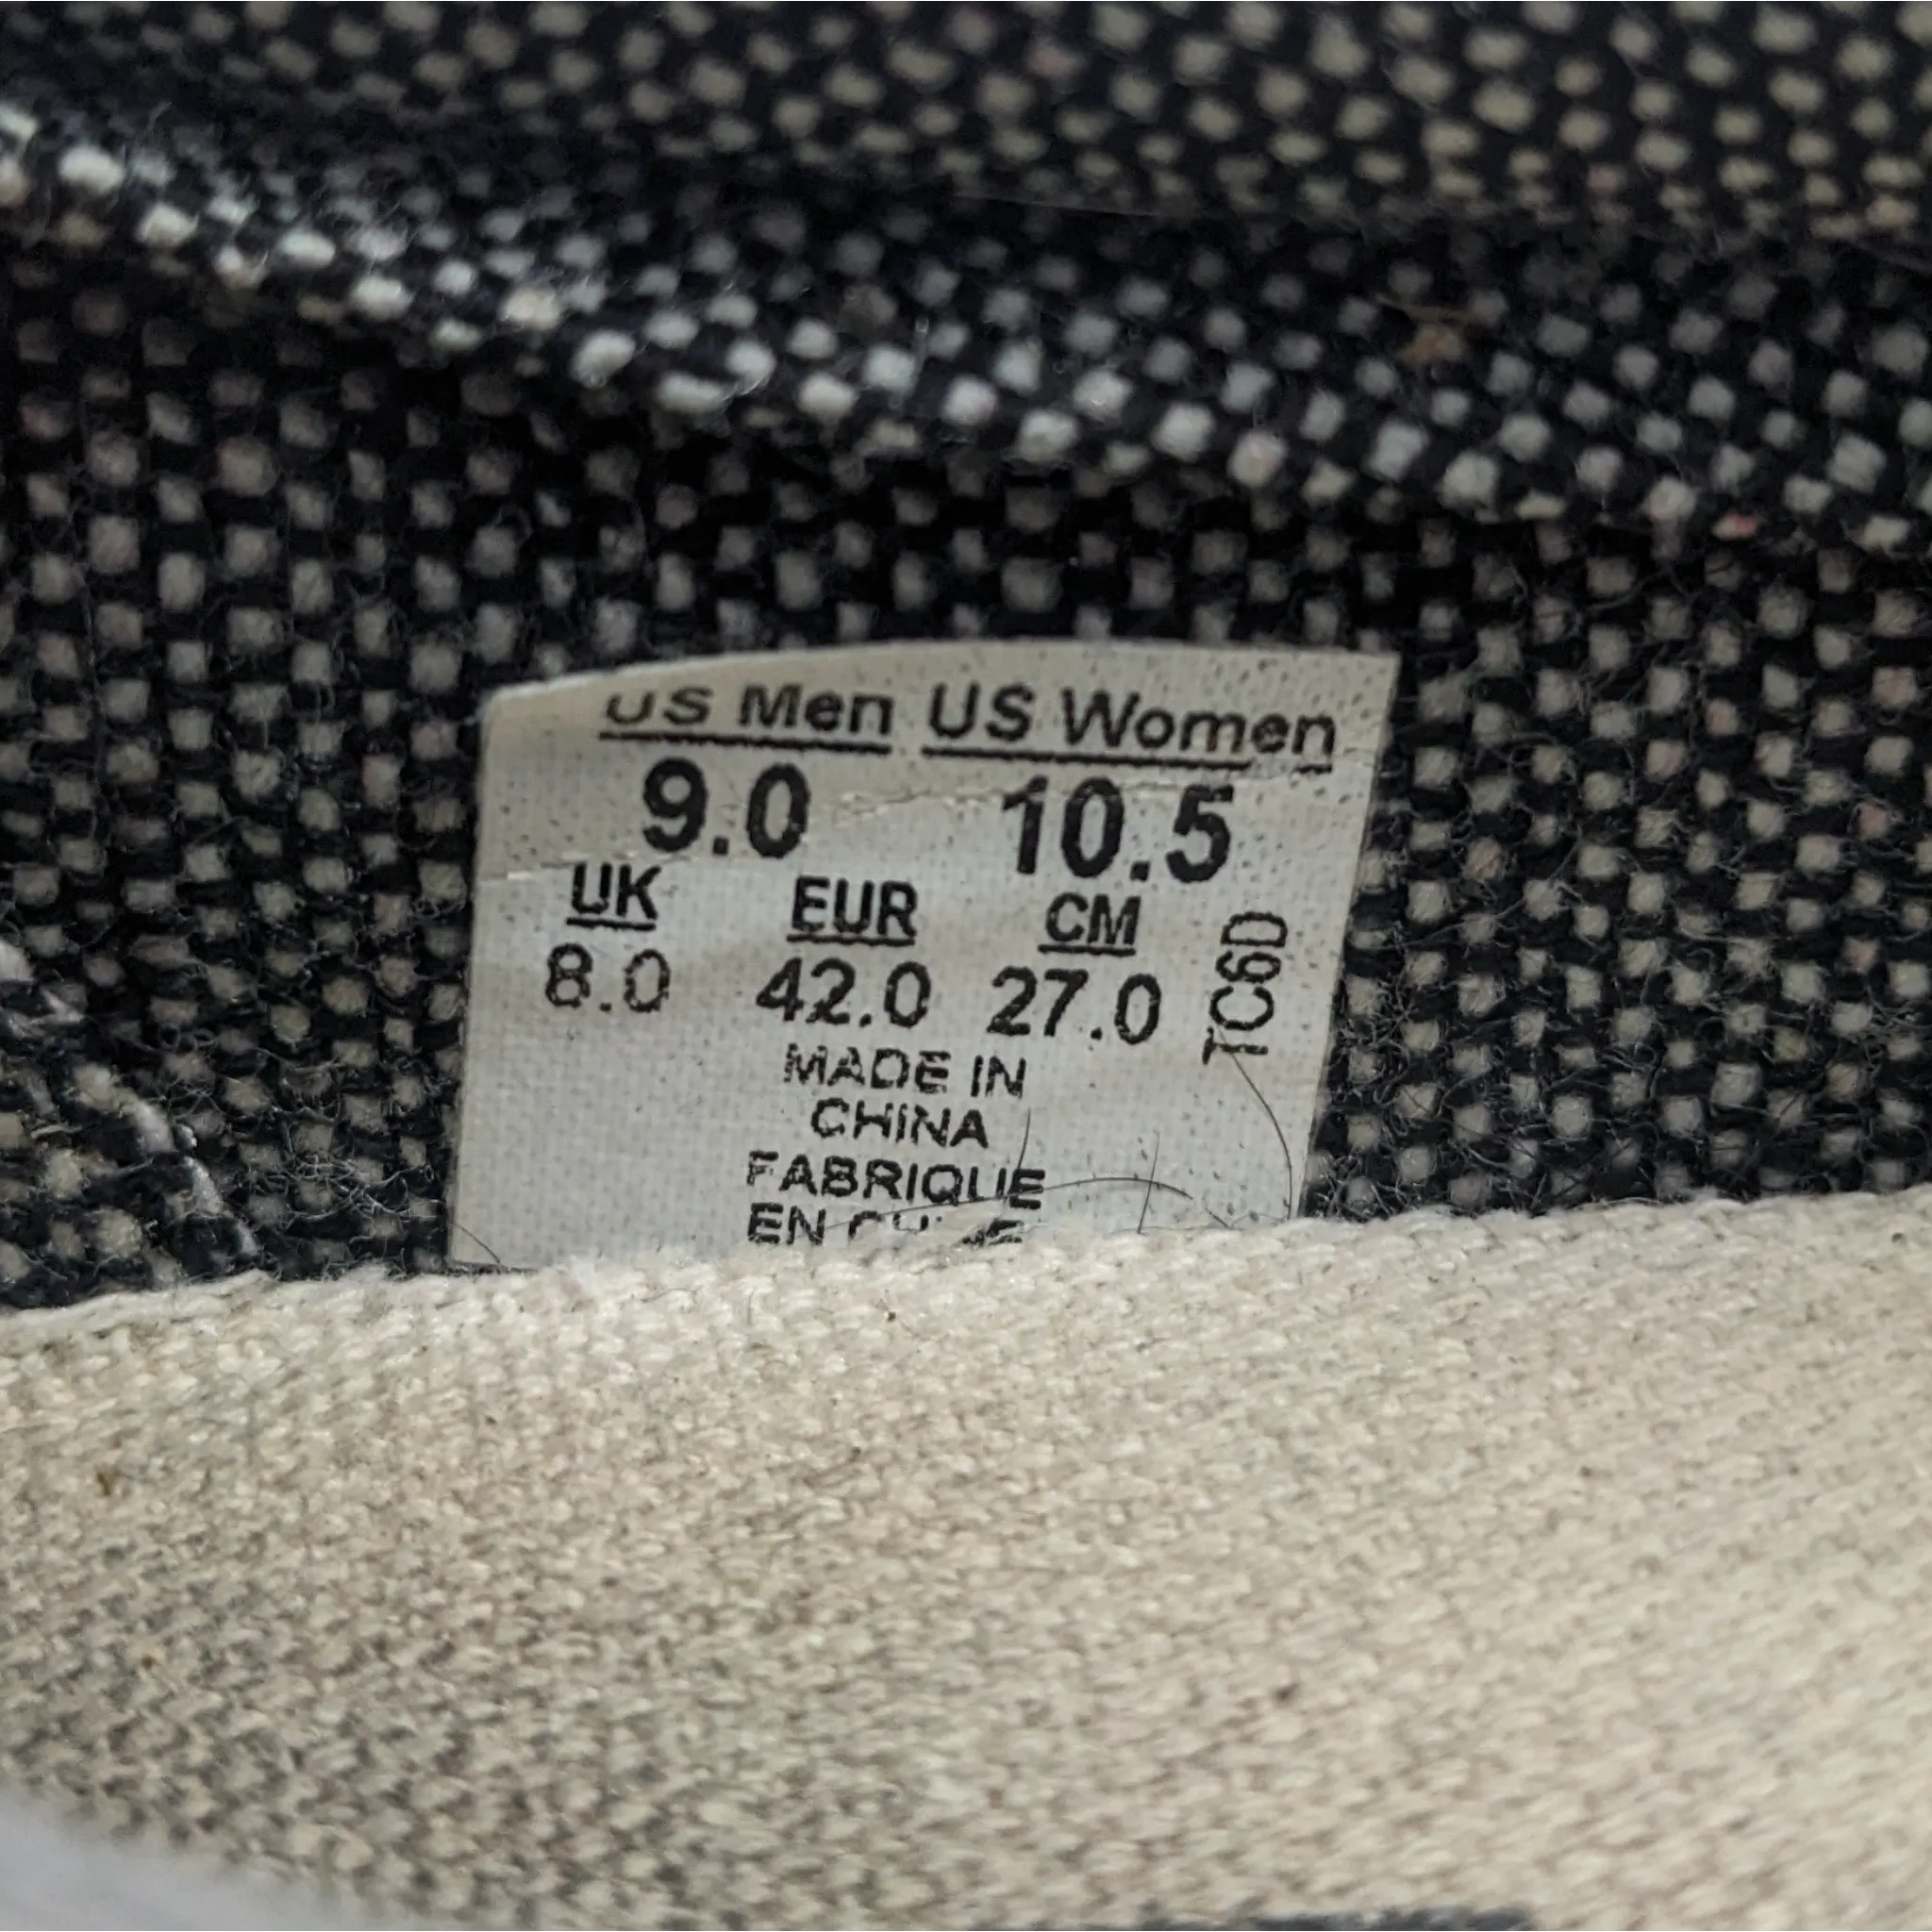 US Men US Women
9.0 10.5
UK EUR CM
8.0 42.0 27.0
TC6D
MADE IN
CHINA
FABRIQUE
EN